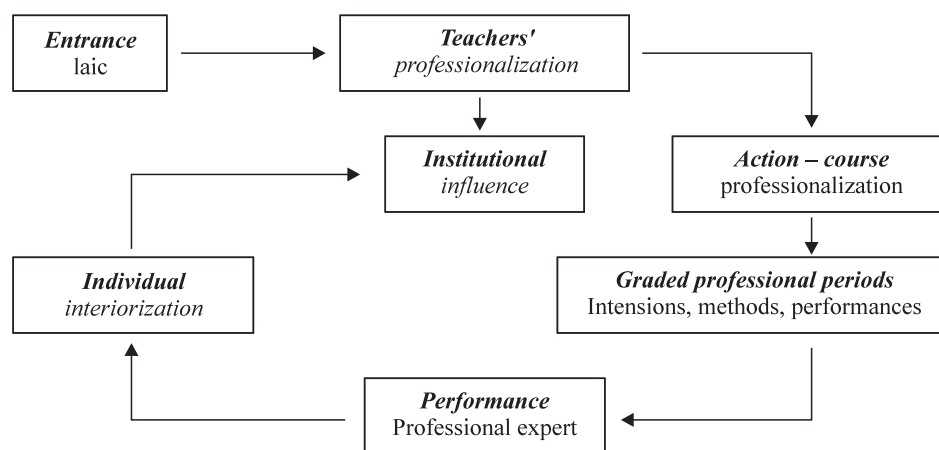 Entrance
laic
Teachers'
professionalization
Institutional
influence
Action – course
professionalization
Individual
interiorization
Graded professional periods
Intensions, methods, performances
Performance
Professional expert